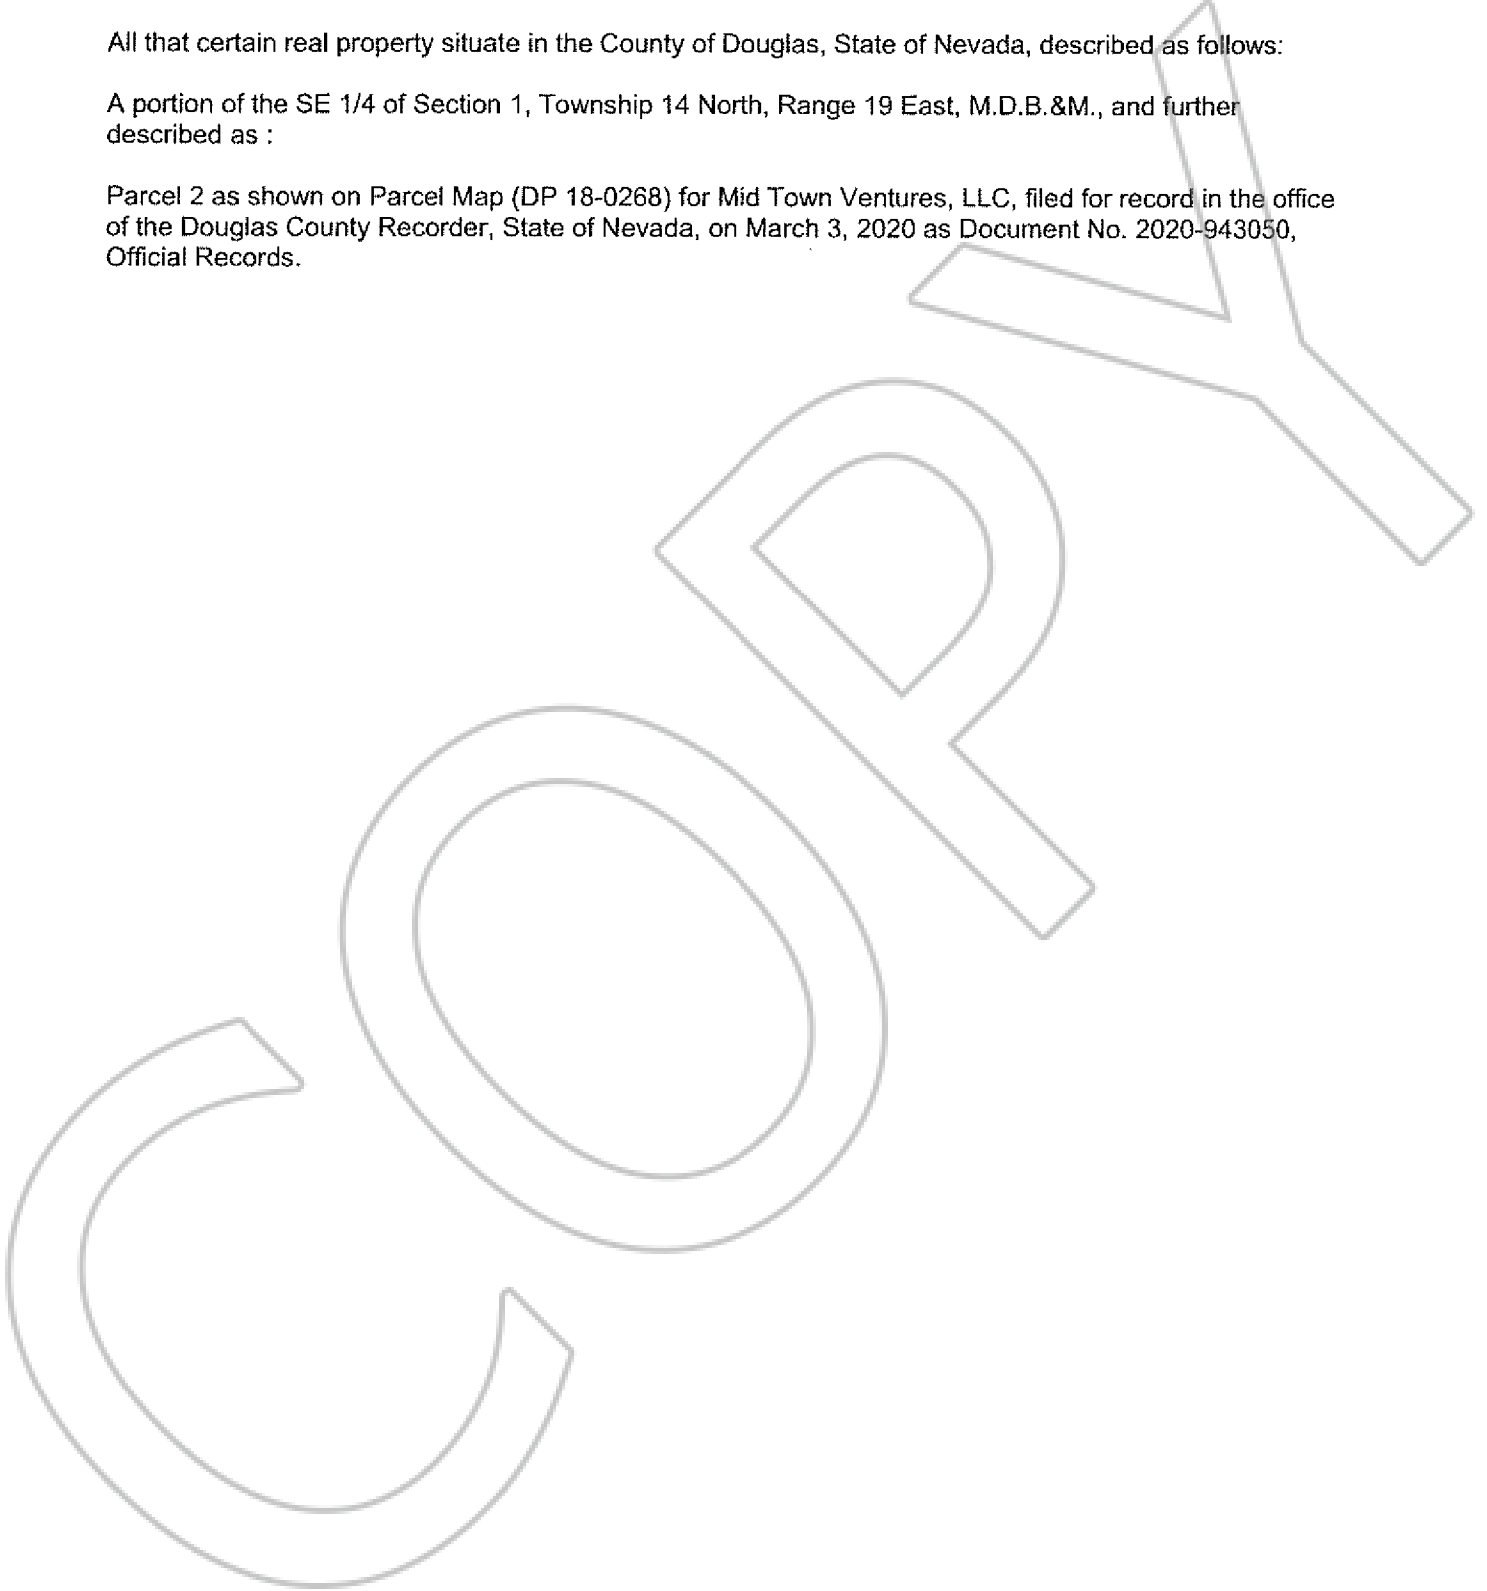 All that certain real property situate in the County of Douglas, State of Nevada, described as follows:
A portion of the SE 1/4 of Section 1, Township 14 North, Range 19 East, M.D.B.&M., and further
described as :
Parcel 2 as shown on Parcel Map (DP 18-0268) for Mid Town Ventures, LLC, filed for record in the office
of the Douglas County Recorder, State of Nevada, on March 3, 2020 as Document No. 2020-943050,
Official Records.
COPY